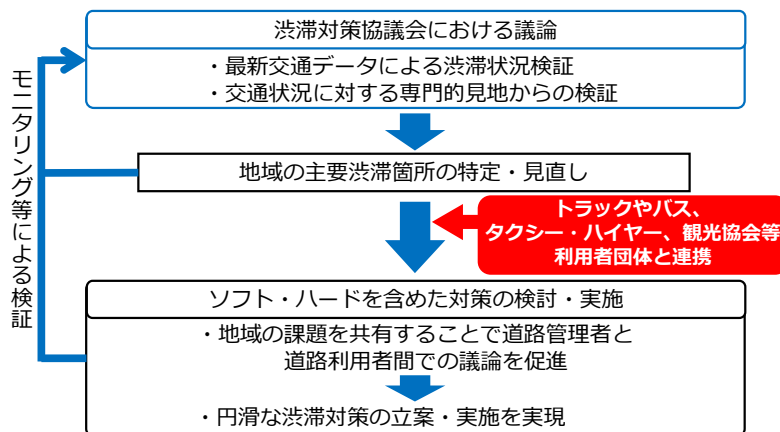 渋滞対策協議会における議論
・最新交通データによる渋滞状況検証
・交通状況に対する専門的見地からの検証
モニタリング等による検証
地域の主要渋滞箇所の特定・見直し
トラックやバス、
タクシー・ハイヤー、観光協会等
利用者団体と連携
ソフト・ハードを含めた対策の検討・実施
・地域の課題を共有することで道路管理者と
道路利用者間での議論を促進
・円滑な渋滞対策の立案・実施を実現